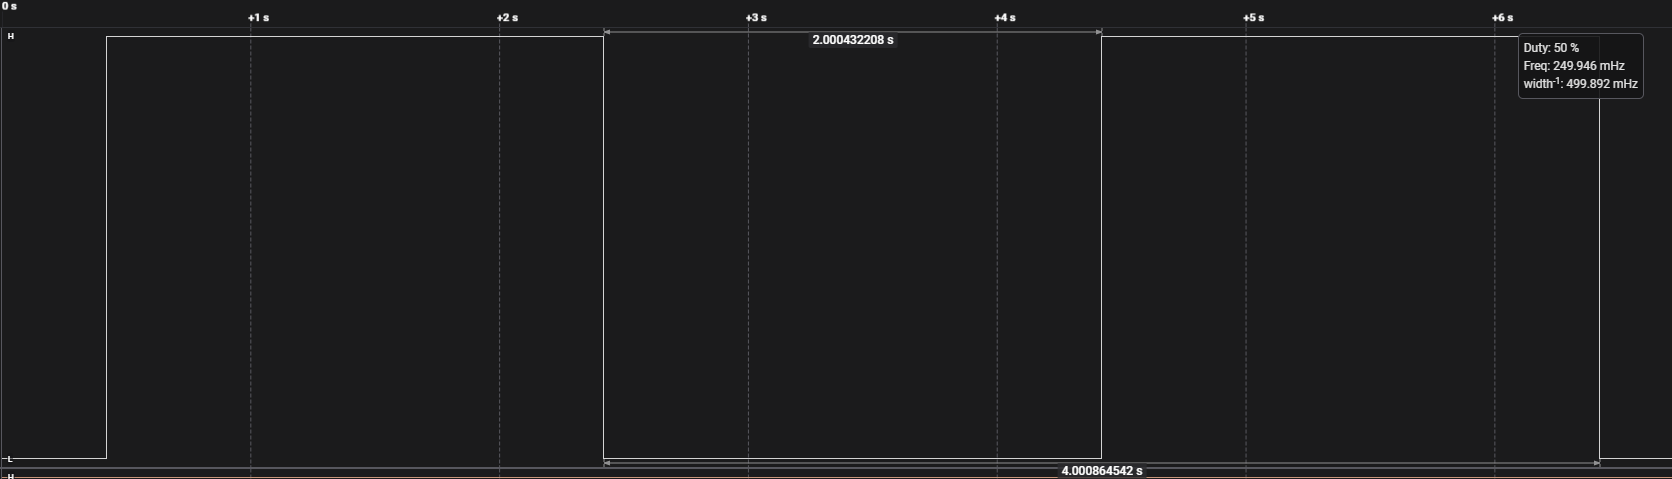 0 s
+1 s
+2 s
+3 s
+4 s
+5 s
+6 s
H
2.000432208 s
Duty: 50 %
Freq: 249.946 mHz
width⁻¹: 499.892 mHz
L
4.000864542 s
H